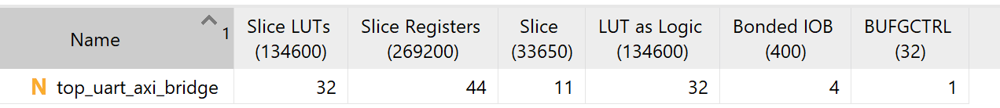 Name 1 Slice LUTs (134600) Slice Registers (269200) Slice (33650) LUT as Logic (134600) Bonded IOB (400) BUFGCTRL (32)
N top_uart_axi_bridge 32 44 11 32 4 1